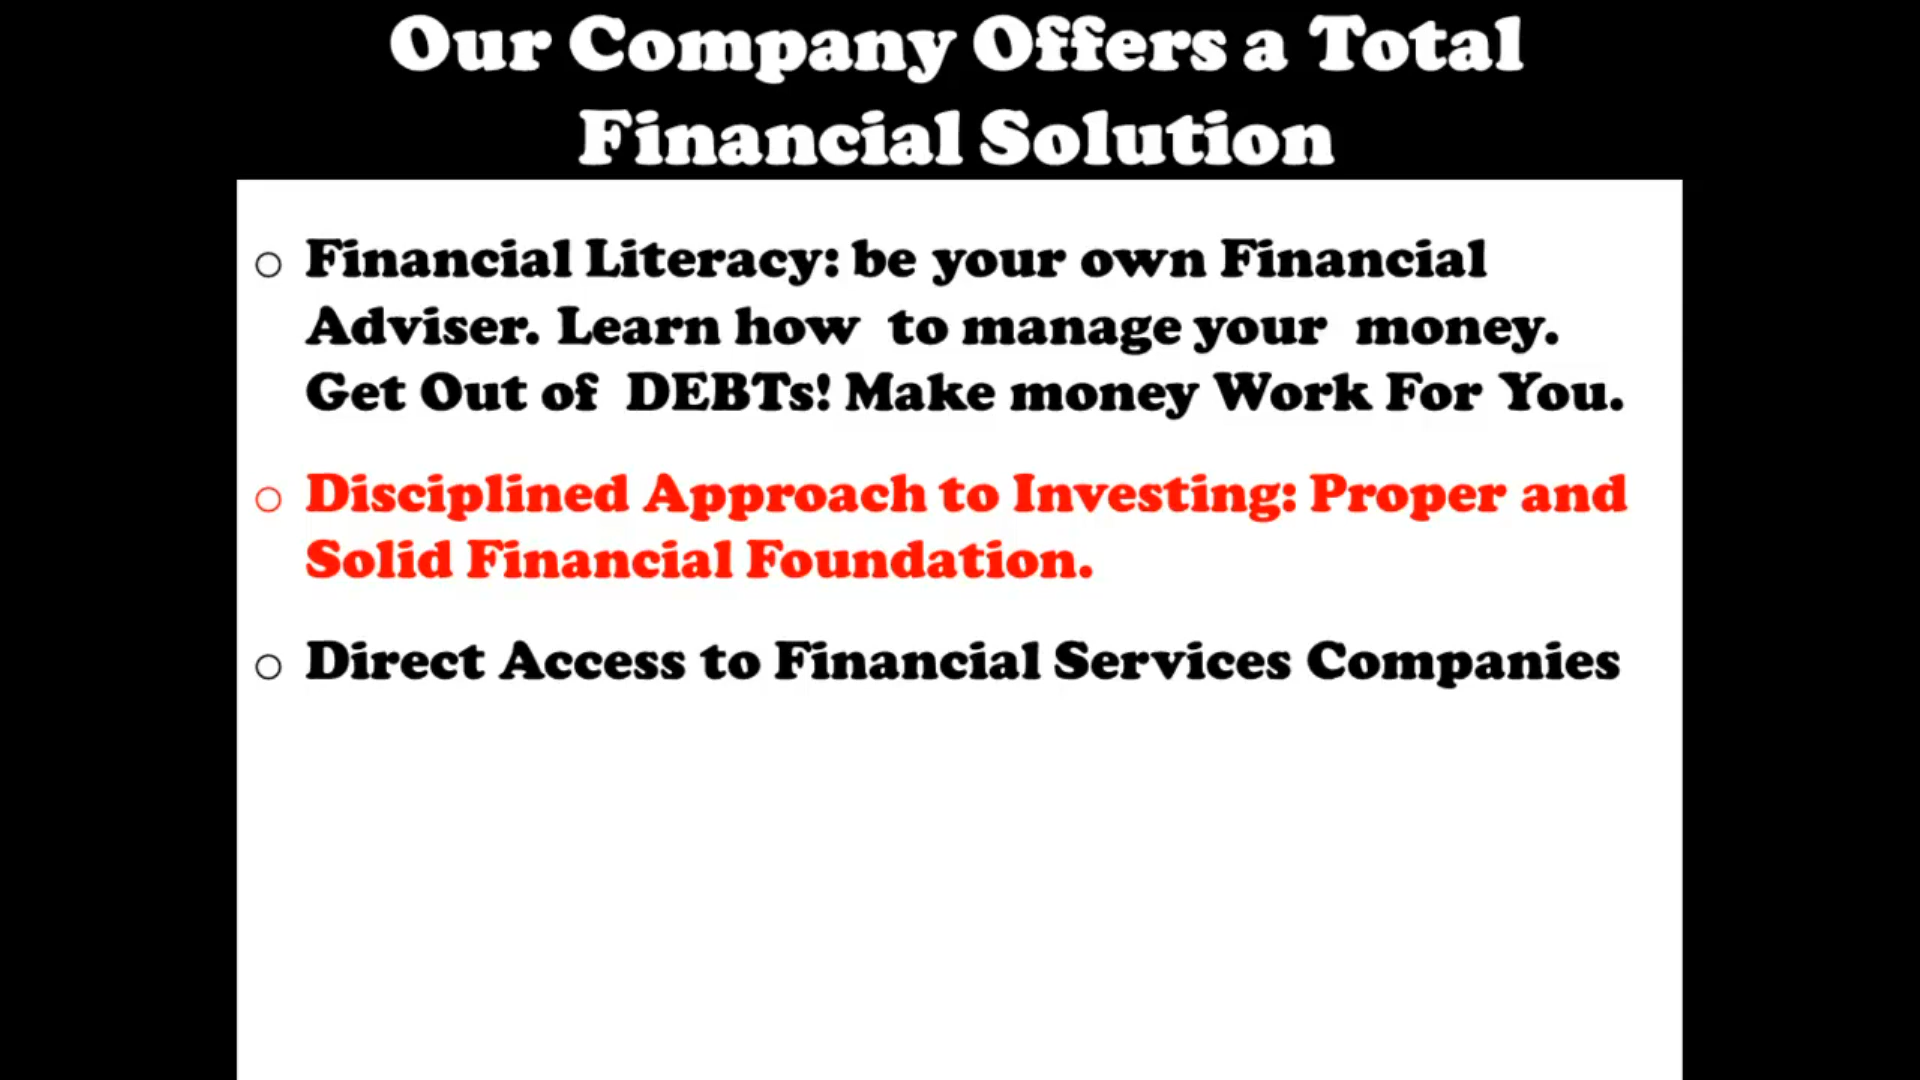 Our Company Offers a Total
Financial Solution
○ Financial Literacy: be your own Financial
Adviser. Learn how to manage your money.
Get Out of DEBTs! Make money Work For You.
○ Disciplined Approach to Investing: Proper and
Solid Financial Foundation.
○ Direct Access to Financial Services Companies